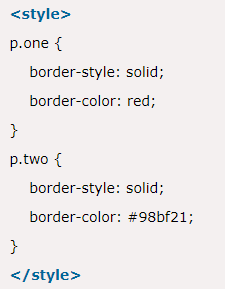 <style>
p.one {
    border-style: solid;
    border-color: red;
}
p.two {
    border-style: solid;
    border-color: #98bf21;
}
</style>